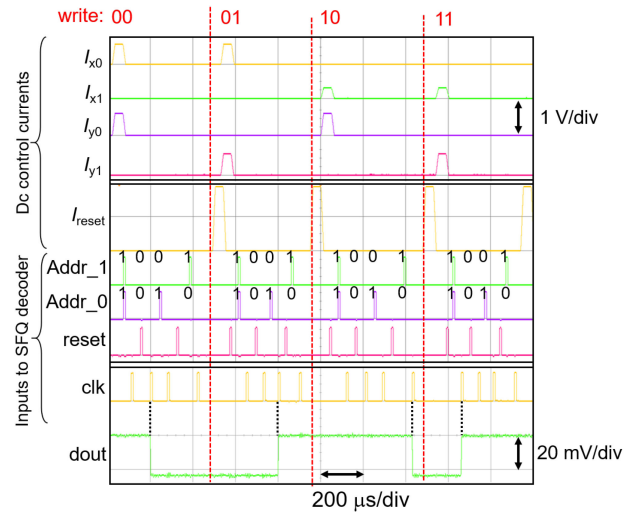 write: 00 01 10 11
Ix0
Ix1
Iy0
Iy1
Ireset
Addr_1
1 0 0 1 1 0 0 1 1 0 0 1 1 0 0 1
Addr_0
1 0 1 0 1 0 1 0 1 0 1 0 1 0 1 0
reset
clk
dout
Dc control currents
Inputs to SFQ decoder
1 V/div
20 mV/div
200 μs/div